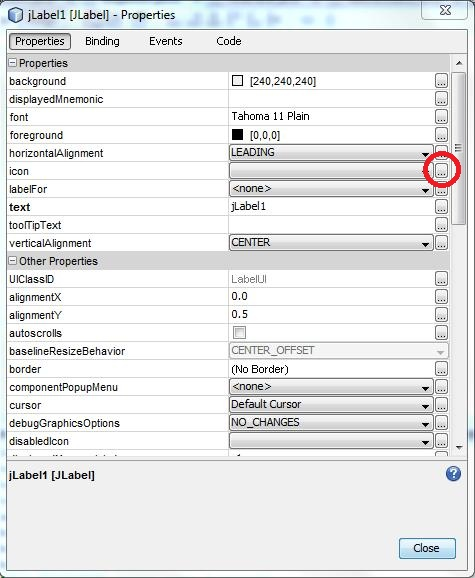 jLabel1 [JLabel] - Properties
Properties Binding Events Code
Properties
background [240,240,240] ...
displayedMnemonic ...
font Tahoma 11 Plain ...
foreground [0,0,0] ...
horizontalAlignment LEADING ...
icon ...
labelFor <none> ...
text jLabel1 ...
toolTipText ...
verticalAlignment CENTER ...
Other Properties
UIClassID LabelUI ...
alignmentX 0.0 ...
alignmentY 0.5 ...
autoscrolls ...
baselineResizeBehavior CENTER_OFFSET
border (No Border) ...
componentPopupMenu <none> ...
cursor Default Cursor ...
debugGraphicsOptions NO_CHANGES ...
disabledIcon ...
jLabel1 [JLabel]
?
Close